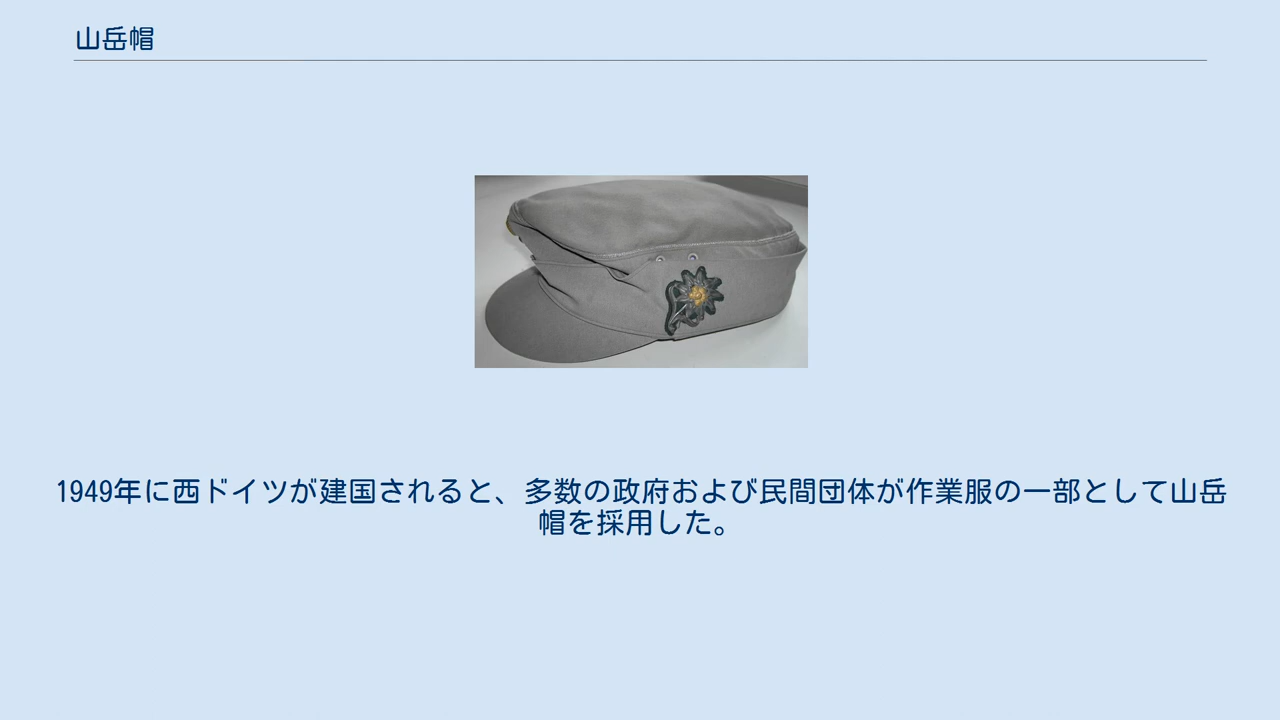 山岳帽
1949年に西ドイツが建国されると、多数の政府および民間団体が作業服の一部として山岳
帽を採用した。